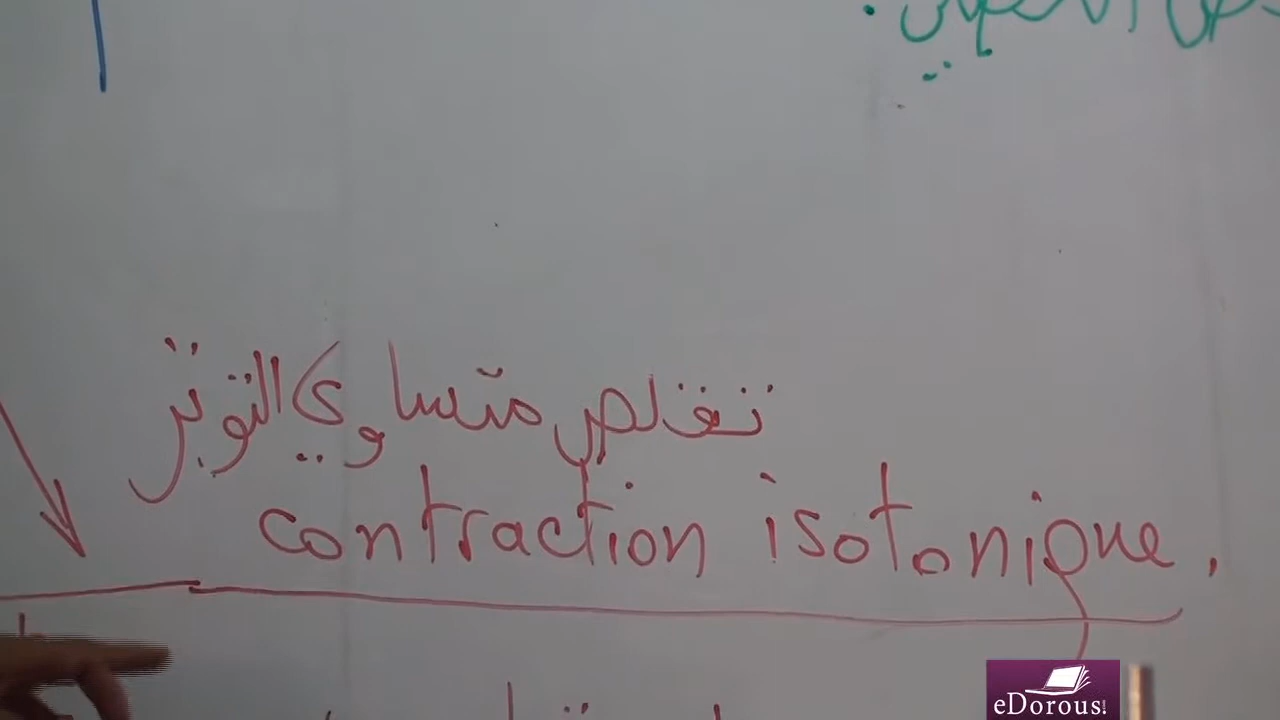 تقلص متساوي التوتر
contraction isotonique.
eDorous!